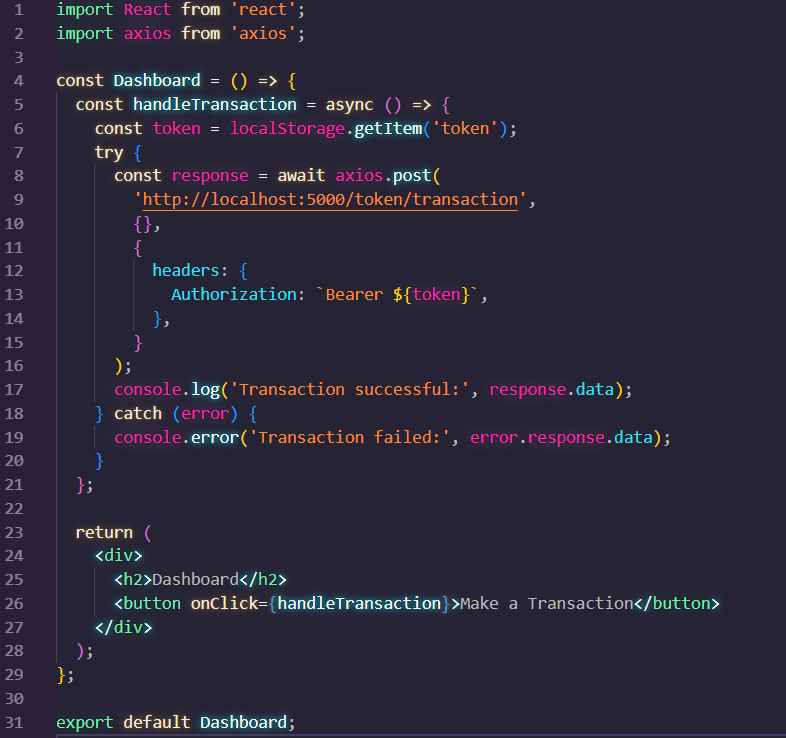 1 import React from 'react';
2 import axios from 'axios';
3
4 const Dashboard = () => {
5 const handleTransaction = async () => {
6 const token = localStorage.getItem('token');
7 try {
8 const response = await axios.post(
9 'http://localhost:5000/token/transaction',
10 {},
11 {
12 headers: {
13 Authorization: `Bearer ${token}`,
14 },
15 }
16 );
17 console.log('Transaction successful:', response.data);
18 } catch (error) {
19 console.error('Transaction failed:', error.response.data);
20 }
21 };
22
23 return (
24 <div>
25 <h2>Dashboard</h2>
26 <button onClick={handleTransaction}>Make a Transaction</button>
27 </div>
28 );
29 };
30
31 export default Dashboard;